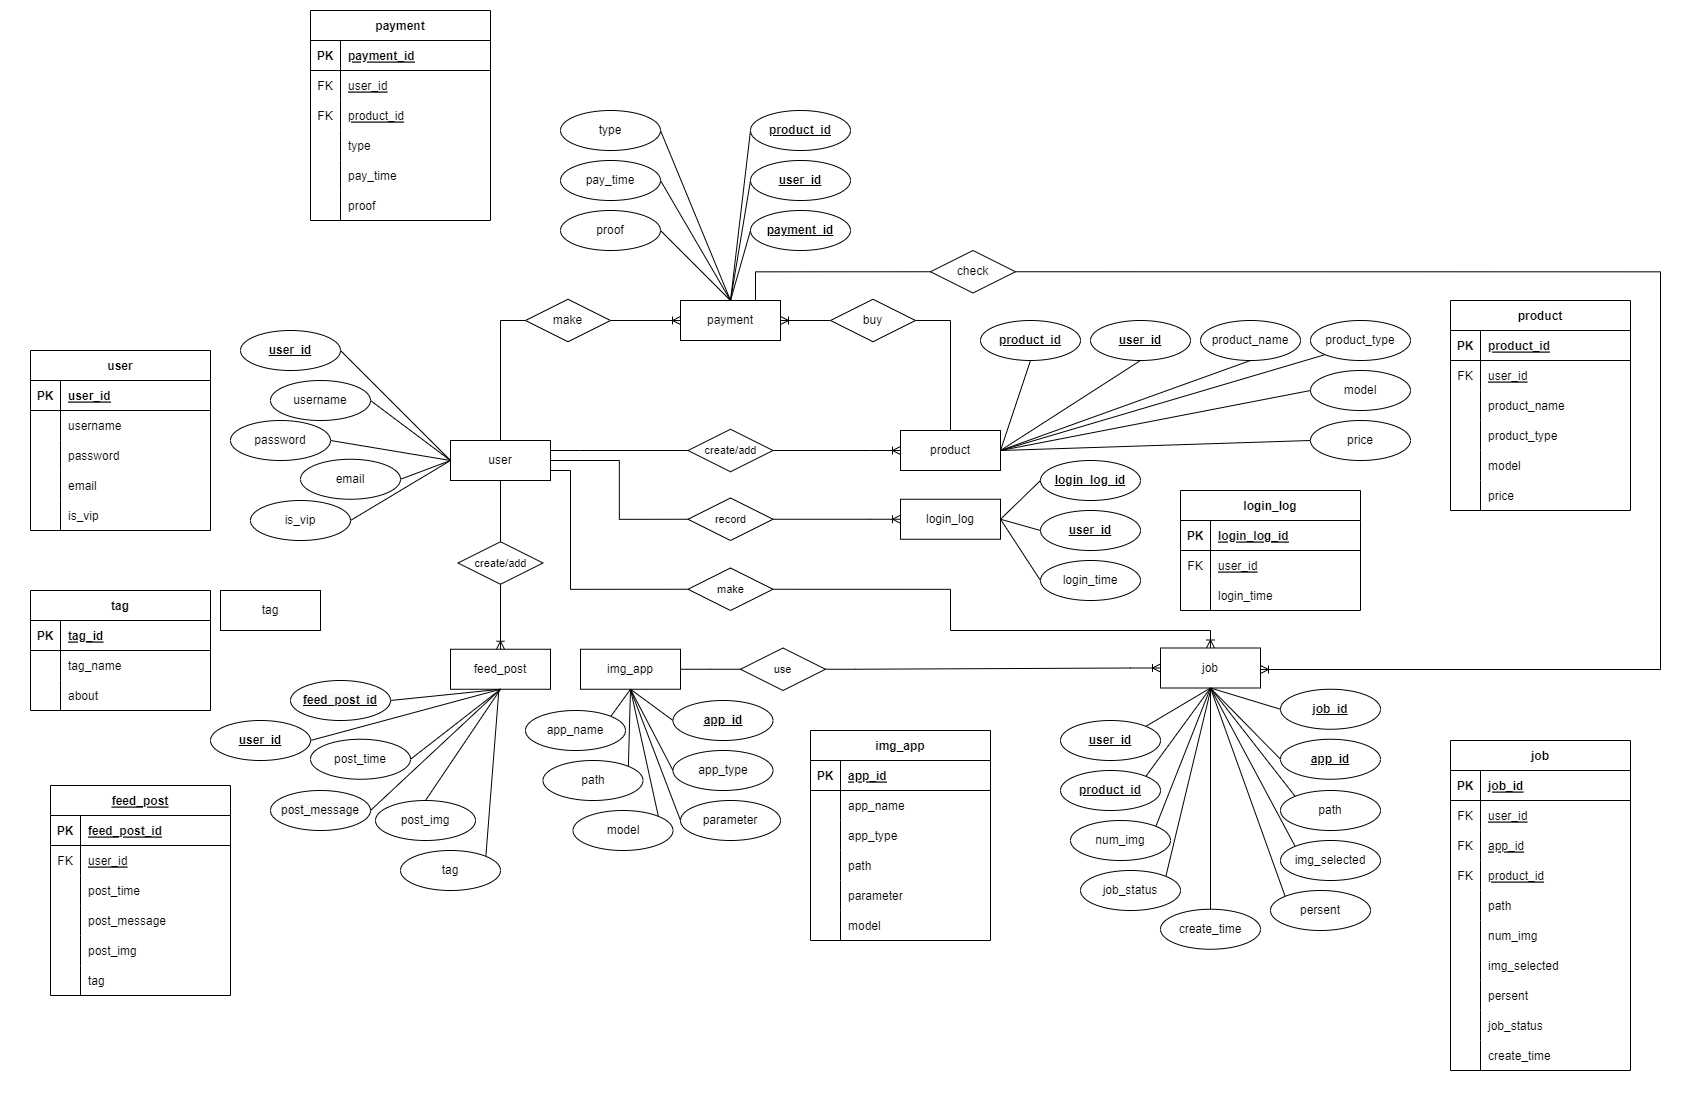 payment
PK payment_id
FK user_id
FK product_id
type
pay_time
proof
type
product_id
pay_time
user_id
proof
payment_id
check
make
payment
buy
product
PK product_id
FK user_id
product_name
product_type
model
price
user
PK user_id
username
password
email
is_vip
user_id
username
password
email
is_vip
user
create/add
product
product_id
user_id
product_name
product_type
model
price
record
login_log
login_log_id
user_id
login_time
login_log
PK login_log_id
FK user_id
login_time
create/add
make
tag
PK tag_id
tag_name
about
tag
feed_post
img_app
use
job
feed_post_id
user_id
post_time
post_message
post_img
tag
app_name
app_id
path
app_type
model
parameter
feed_post
PK feed_post_id
FK user_id
post_time
post_message
post_img
tag
img_app
PK app_id
app_name
app_type
path
parameter
model
user_id
job_id
product_id
app_id
num_img
path
job_status
img_selected
create_time
persent
job
PK job_id
FK user_id
FK app_id
FK product_id
path
num_img
img_selected
persent
job_status
create_time